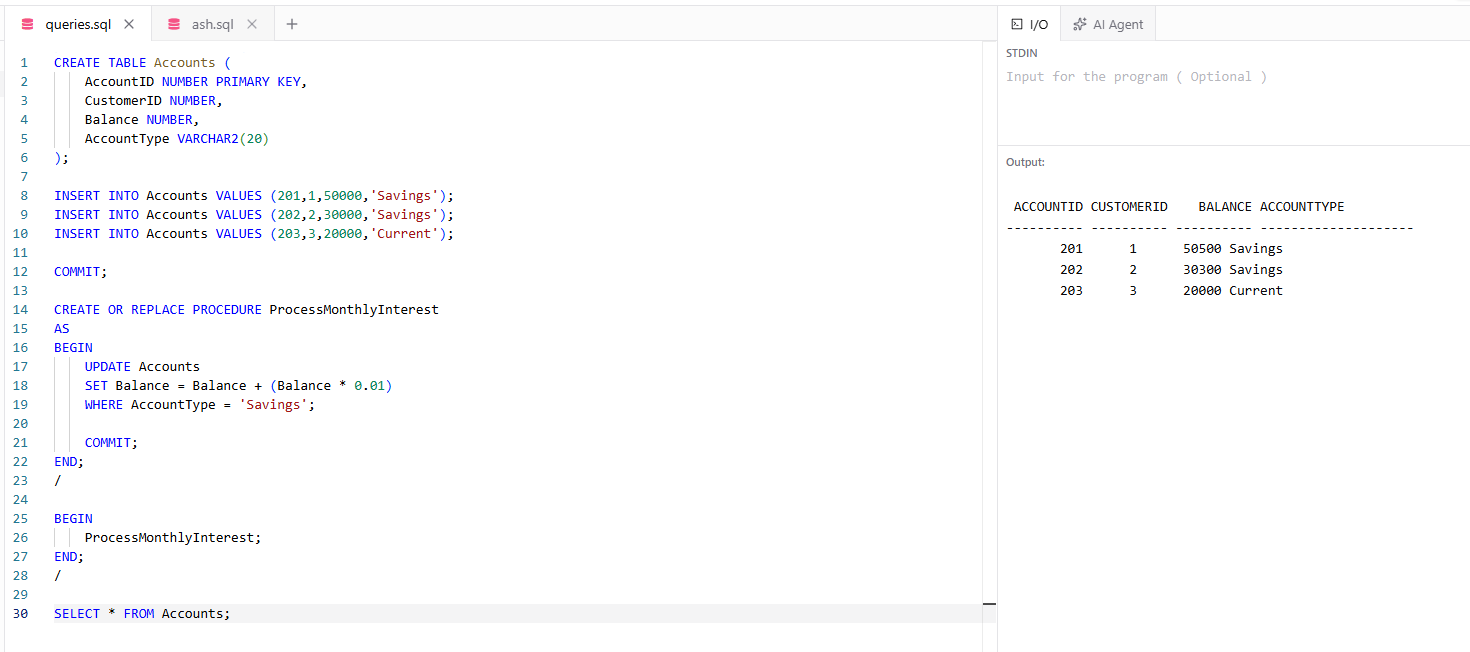 queries.sql
ash.sql
I/O
AI Agent
1 CREATE TABLE Accounts (
2     AccountID NUMBER PRIMARY KEY,
3     CustomerID NUMBER,
4     Balance NUMBER,
5     AccountType VARCHAR2(20)
6 );
7
8 INSERT INTO Accounts VALUES (201,1,50000,'Savings');
9 INSERT INTO Accounts VALUES (202,2,30000,'Savings');
10 INSERT INTO Accounts VALUES (203,3,20000,'Current');
11
12 COMMIT;
13
14 CREATE OR REPLACE PROCEDURE ProcessMonthlyInterest
15 AS
16 BEGIN
17     UPDATE Accounts
18     SET Balance = Balance + (Balance * 0.01)
19     WHERE AccountType = 'Savings';
20
21     COMMIT;
22 END;
23 /
24
25 BEGIN
26     ProcessMonthlyInterest;
27 END;
28 /
29
30 SELECT * FROM Accounts;
STDIN
Input for the program ( Optional )
Output:
 ACCOUNTID CUSTOMERID    BALANCE ACCOUNTTYPE
---------- ---------- ---------- --------------------
       201      1      50500 Savings
       202      2      30300 Savings
       203      3      20000 Current